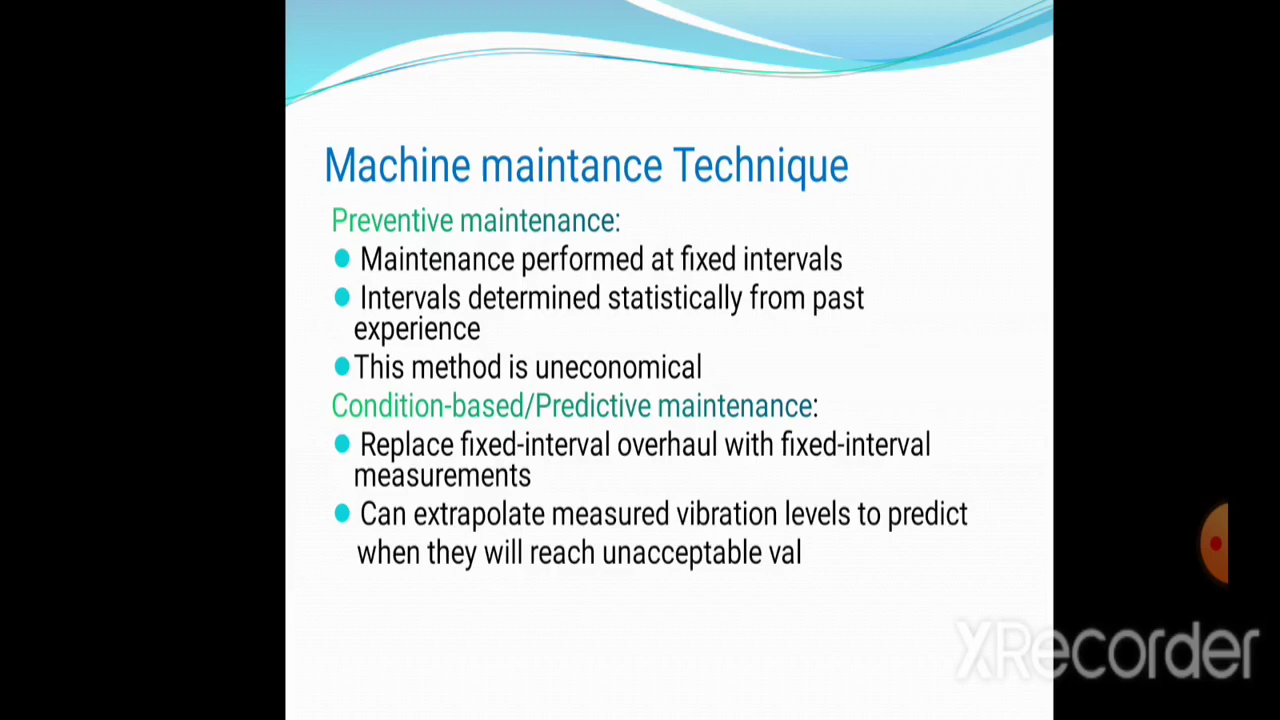 Machine maintance Technique
Preventive maintenance:
Maintenance performed at fixed intervals
Intervals determined statistically from past
experience
This method is uneconomical
Condition-based/Predictive maintenance:
Replace fixed-interval overhaul with fixed-interval
measurements
Can extrapolate measured vibration levels to predict
when they will reach unacceptable val
XRecorder